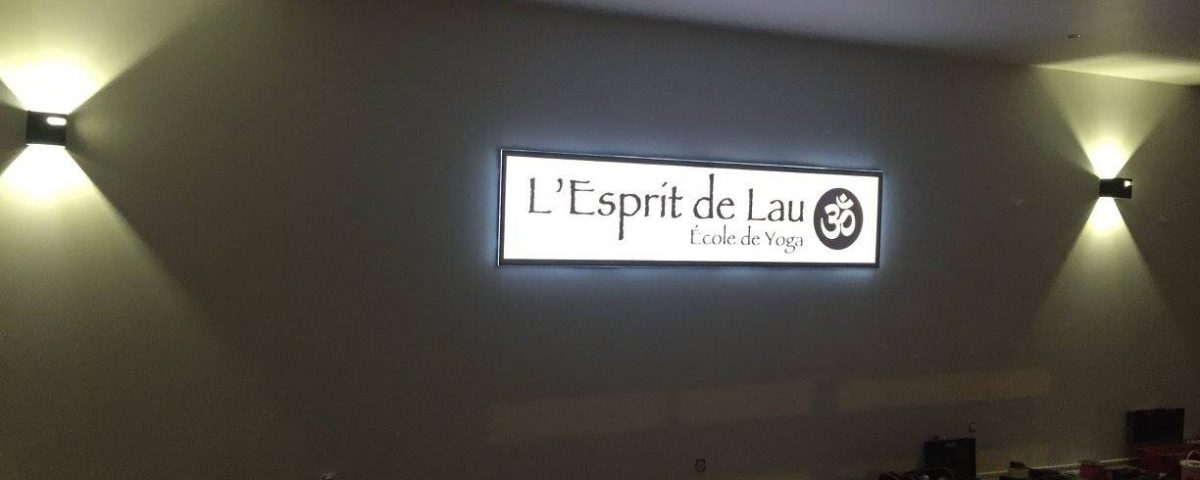 L'Esprit de Lau
École de Yoga
ॐ